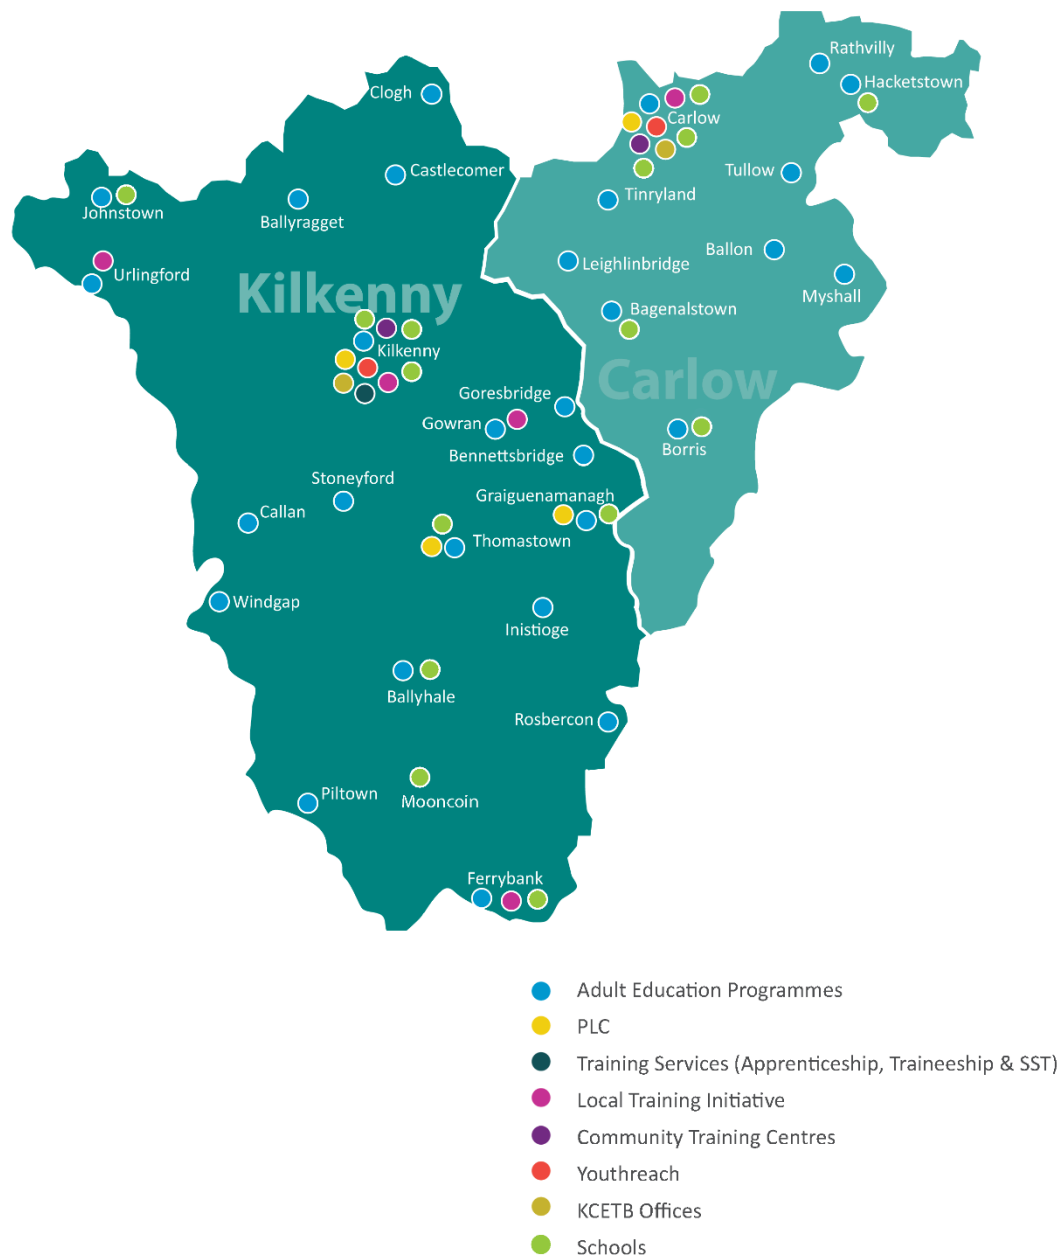 Rathvilly
Hacketstown
Clogh
Carlow
Castlecomer
Tullow
Tinryland
Johnstown
Ballyragget
Ballon
Leighlinbridge
Urlingford
Myshall
Kilkenny
Bagenalstown
Kilkenny
Carlow
Goresbridge
Gowran
Borris
Bennettsbridge
Stoneyford
Graiguenamanagh
Callan
Thomastown
Windgap
Inistioge
Ballyhale
Rosbercon
Piltown
Mooncoin
Ferrybank
Adult Education Programmes
PLC
Training Services (Apprenticeship, Traineeship & SST)
Local Training Initiative
Community Training Centres
Youthreach
KCETB Offices
Schools